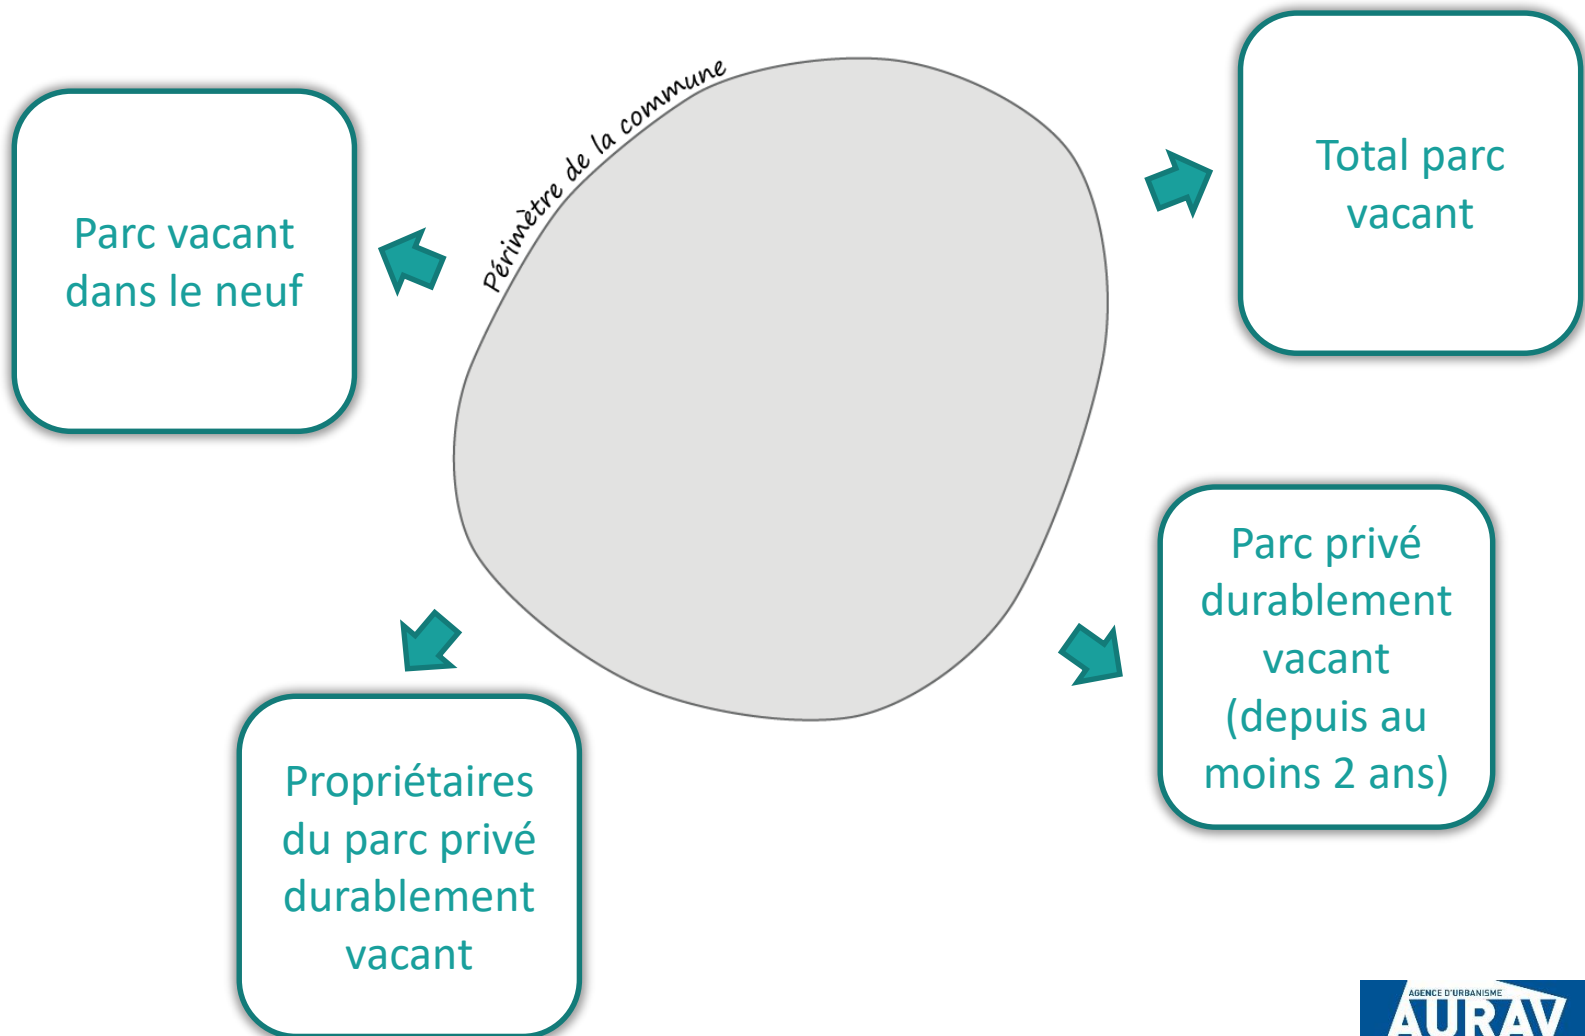 Périmètre de la commune
Parc vacant
dans le neuf
Total parc
vacant
Parc privé
durablement
vacant
(depuis au
moins 2 ans)
Propriétaires
du parc privé
durablement
vacant
AGENCE D'URBANISME
AURAV